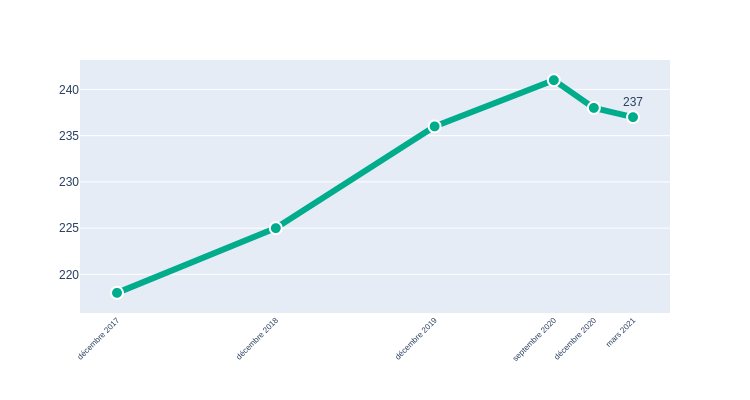 240
235
230
225
220
237
décembre 2017
décembre 2018
décembre 2019
septembre 2020
décembre 2020
mars 2021